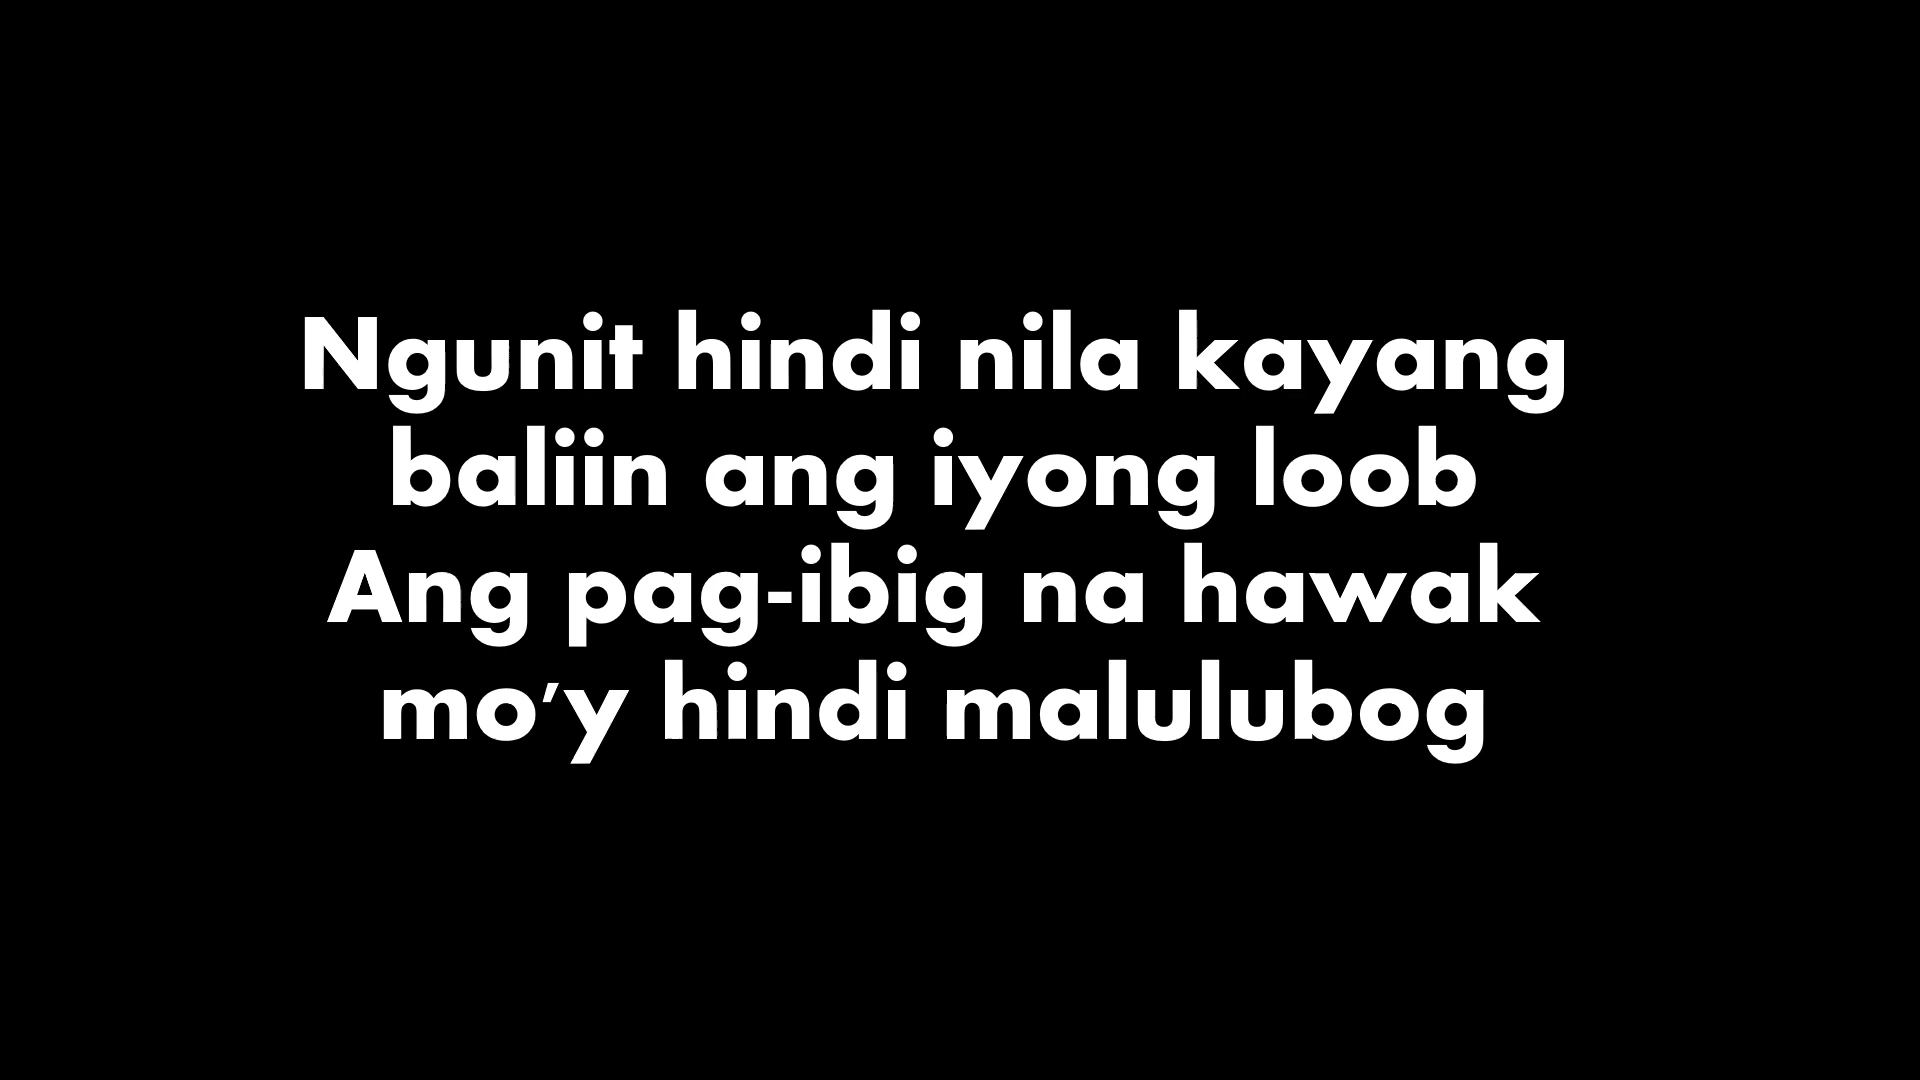 Ngunit hindi nila kayang
baliin ang iyong loob
Ang pag-ibig na hawak
mo'y hindi malulubog